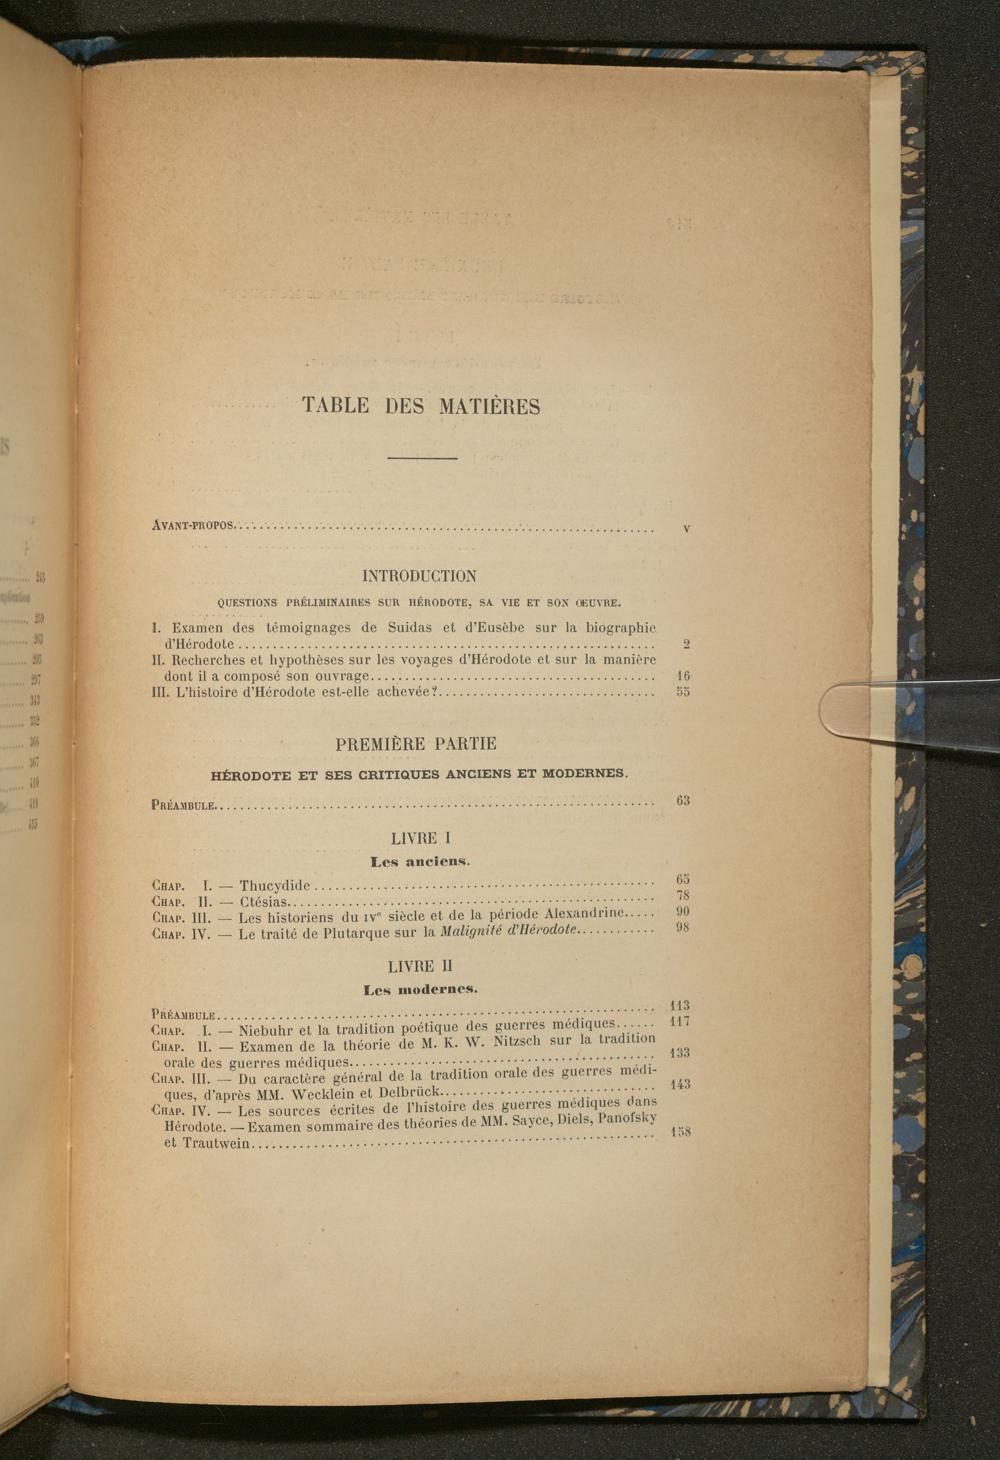 TABLE DES MATIÈRES
AVANT-PROPOS........ V
INTRODUCTION
QUESTIONS PRÉLIMINAIRES SUR HÉRODOTE, SA VIE ET SON ŒUVRE.
I. Examen des témoignages de Suidas et d'Eusèbe sur la biographie
d'Hérodote........ 2
II. Recherches et hypothèses sur les voyages d'Hérodote et sur la manière
dont il a composé son ouvrage........ 16
III. L'histoire d'Hérodote est-elle achevée?........ 55
PREMIÈRE PARTIE
HÉRODOTE ET SES CRITIQUES ANCIENS ET MODERNES.
PRÉAMBULE........ 63
LIVRE I
Les anciens.
CHAP. I. — Thucydide........ 65
CHAP. II. — Ctésias........ 78
CHAP. III. — Les historiens du IVe siècle et de la période Alexandrine..... 90
CHAP. IV. — Le traité de Plutarque sur la Malignité d'Hérodote........ 98
LIVRE II
Les modernes.
PRÉAMBULE........ 113
CHAP. I. — Niebuhr et la tradition poétique des guerres médiques...... 117
CHAP. II. — Examen de la théorie de M. K. W. Nitzsch sur la tradition
orale des guerres médiques........ 133
CHAP. III. — Du caractère général de la tradition orale des guerres médi-
ques, d'après MM. Wecklein et Delbrück........ 143
CHAP. IV. — Les sources écrites de l'histoire des guerres médiques dans
Hérodote. — Examen sommaire des théories de MM. Sayce, Diels, Panofsky
et Trautwein........ 158